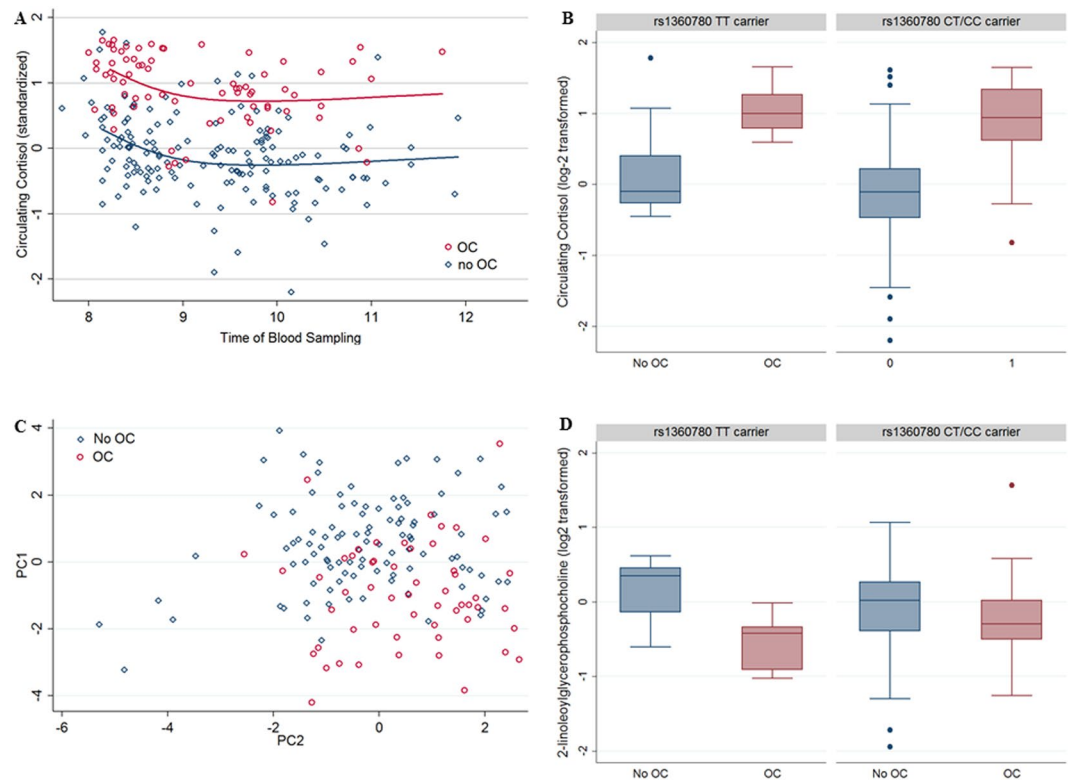 A
Circulating Cortisol (standardized)
2
1
0
-1
-2
OC
no OC
8 9 10 11 12
Time of Blood Sampling
B
rs1360780 TT carrier rs1360780 CT/CC carrier
Circulating Cortisol (log-2 transformed)
2
1
0
-1
-2
No OC OC 0 1
C
No OC
OC
PC1
4
2
0
-2
-4
-6 -4 -2 0 2
PC2
D
rs1360780 TT carrier rs1360780 CT/CC carrier
2-linoleoylglycerophosphocholine (log2 transformed)
2
1
0
-1
-2
No OC OC No OC OC